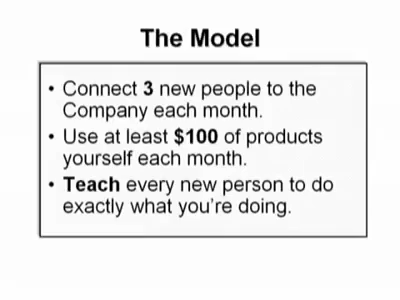 The Model
• Connect 3 new people to the
Company each month.
• Use at least $100 of products
yourself each month.
• Teach every new person to do
exactly what you're doing.